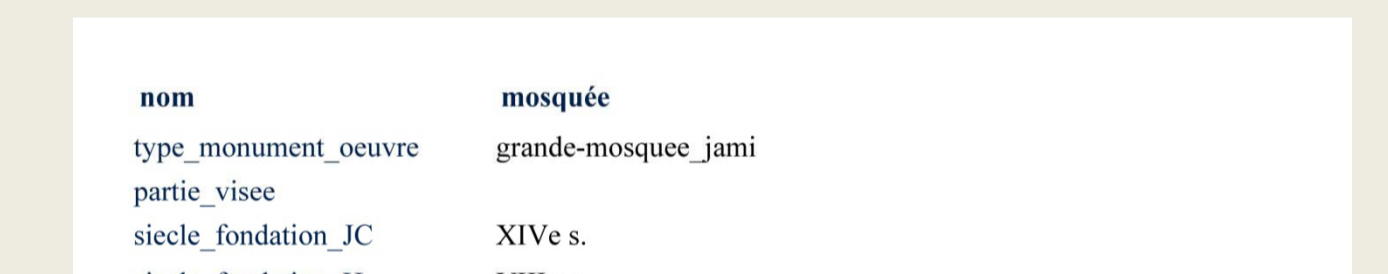 nom mosquée
type_monument_oeuvre grande-mosquee_jami
partie_visee
siecle_fondation_JC XIVe s.